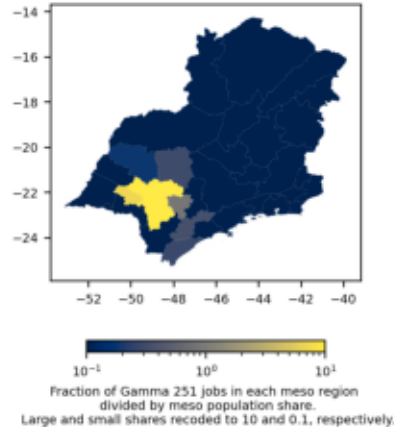 −14
−16
−18
−20
−22
−24
−52 −50 −48 −46 −44 −42 −40
10⁻¹ 10⁰ 10¹
Fraction of Gamma 251 jobs in each meso region
divided by meso population share.
Large and small shares recoded to 10 and 0.1, respectively.